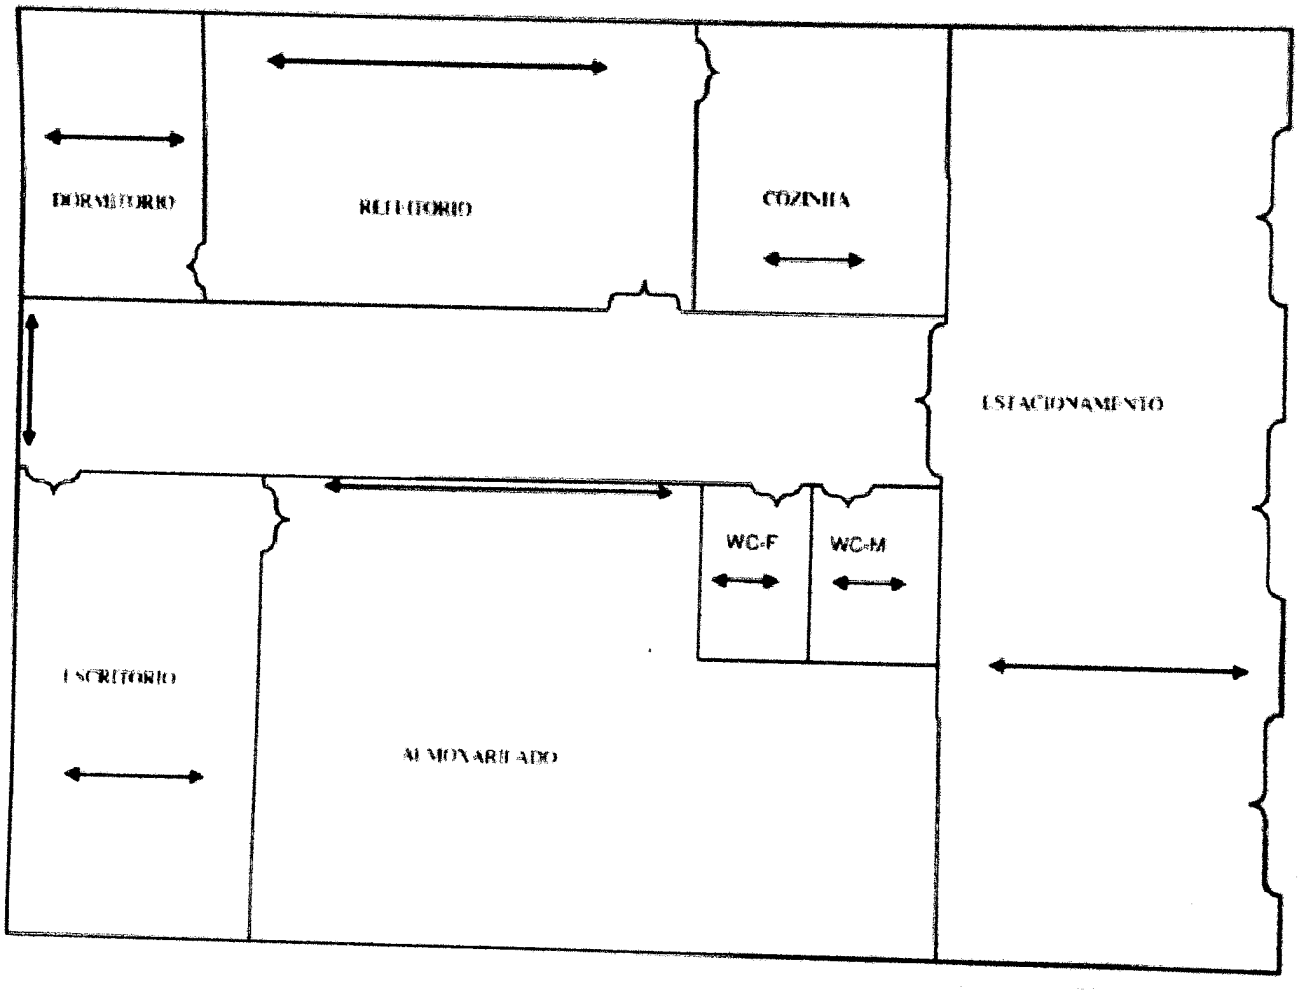 DORMITORIO
REFEITORIO
COZINHA
ESTACIONAMENTO
WC-F
WC-M
ESCRITORIO
ALMOXARIFADO